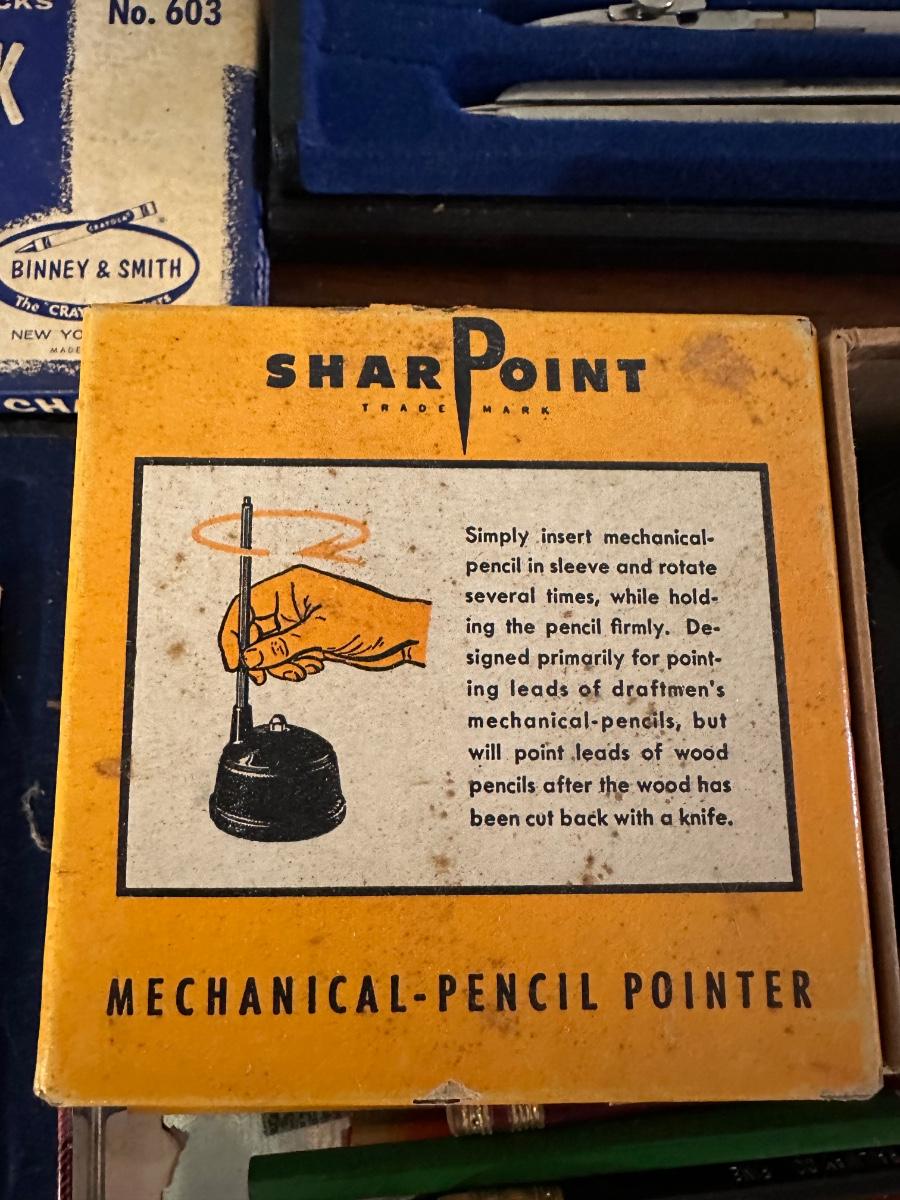 No. 603
K
CRAYOLA
BINNEY & SMITH
The CRAY
NEW YO
MADE
CH
SHARPOINT
TRADE MARK
Simply insert mechanical-
pencil in sleeve and rotate
several times, while hold-
ing the pencil firmly. De-
signed primarily for point-
ing leads of draftmen's
mechanical-pencils, but
will point leads of wood
pencils after the wood has
been cut back with a knife.
MECHANICAL-PENCIL POINTER